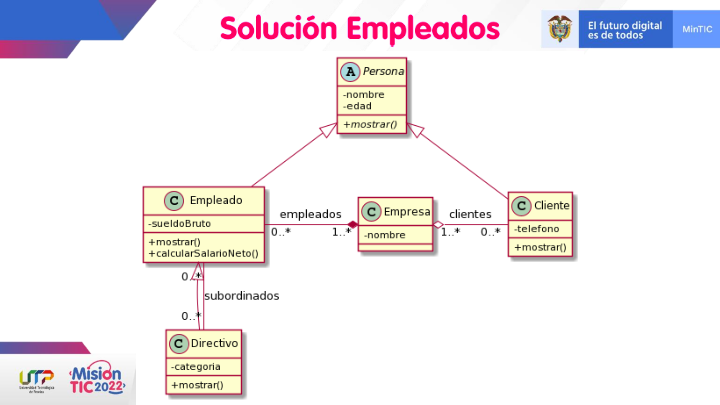 Solución Empleados
El futuro digital
es de todos
MinTIC
A Persona
-nombre
-edad
+mostrar()
C Empleado
-sueldoBruto
+mostrar()
+calcularSalarioNeto()
empleados
0..*
1..*
C Empresa
-nombre
clientes
1..*
0..*
C Cliente
-telefono
+mostrar()
0..*
subordinados
0..*
C Directivo
-categoria
+mostrar()
UTP
Universidad Tecnológica
de Pereira
Misión
TIC 2022